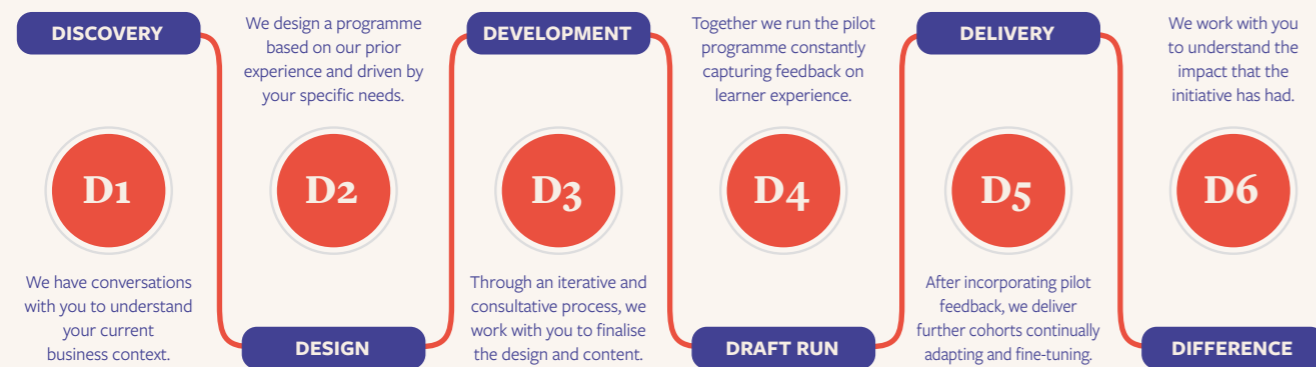 DISCOVERY
D1
We have conversations
with you to understand
your current
business context.
We design a programme
based on our prior
experience and driven by
your specific needs.
D2
DESIGN
DEVELOPMENT
D3
Through an iterative and
consultative process, we
work with you to finalise
the design and content.
Together we run the pilot
programme constantly
capturing feedback on
learner experience.
D4
DRAFT RUN
DELIVERY
D5
After incorporating pilot
feedback, we deliver
further cohorts continually
adapting and fine-tuning.
We work with you
to understand the
impact that the
initiative has had.
D6
DIFFERENCE